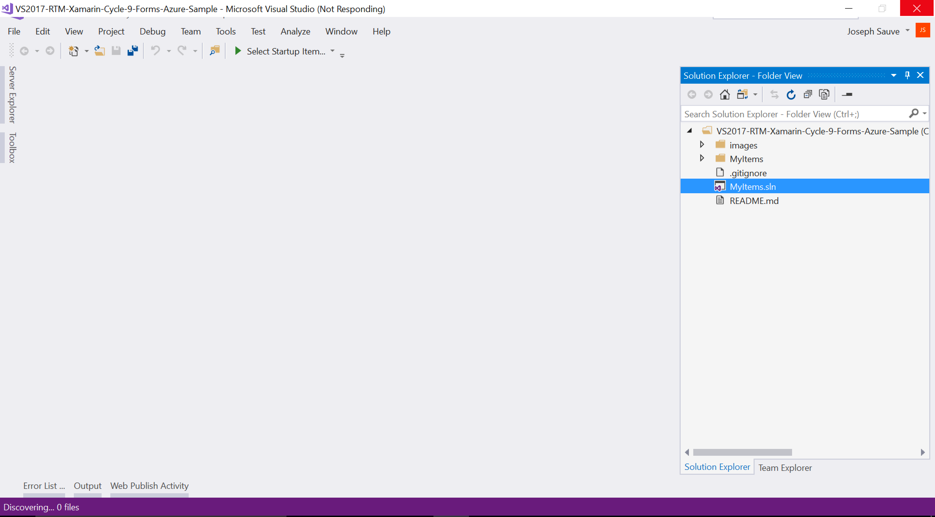 VS2017-RTM-Xamarin-Cycle-9-Forms-Azure-Sample - Microsoft Visual Studio (Not Responding)
File Edit View Project Debug Team Tools Test Analyze Window Help
Joseph Sauve JS
Select Startup Item...
Server Explorer
Toolbox
Solution Explorer - Folder View
Search Solution Explorer - Folder View (Ctrl+;)
VS2017-RTM-Xamarin-Cycle-9-Forms-Azure-Sample (C
images
MyItems
.gitignore
MyItems.sln
README.md
Solution Explorer Team Explorer
Error List ... Output Web Publish Activity
Discovering... 0 files